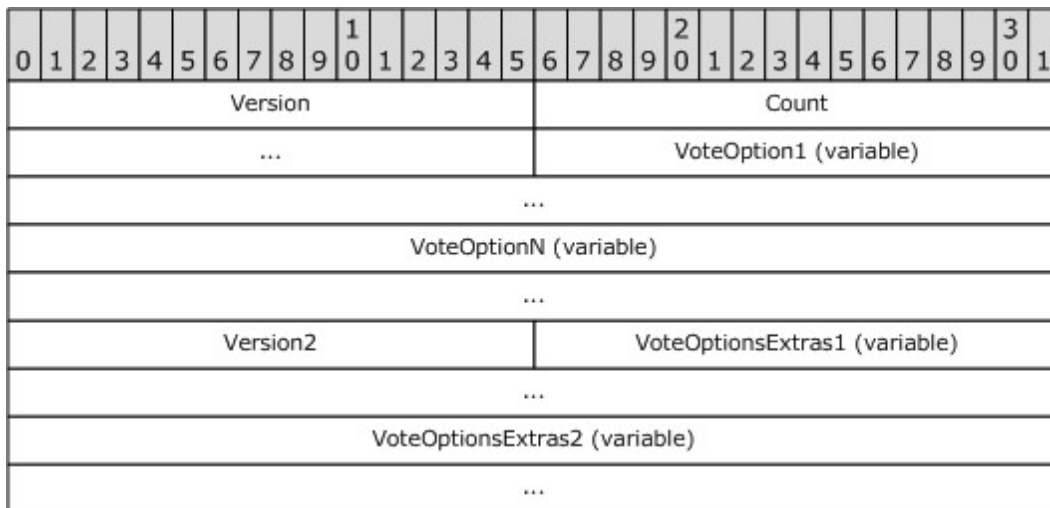 1 2 3
0 1 2 3 4 5 6 7 8 9 0 1 2 3 4 5 6 7 8 9 0 1 2 3 4 5 6 7 8 9 0 1
Version Count
... VoteOption1 (variable)
...
VoteOptionN (variable)
...
Version2 VoteOptionsExtras1 (variable)
...
VoteOptionsExtras2 (variable)
...